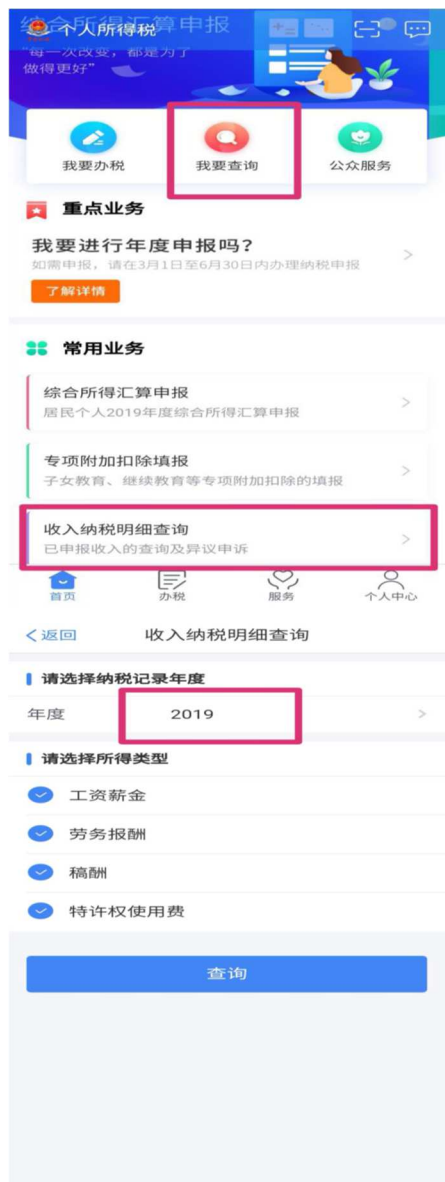 综合所得汇算申报
个人所得税
“每一次改变，都是为了
做得更好”
我要办税
我要查询
公众服务
重点业务
我要进行年度申报吗？
如需申报，请在3月1日至6月30日内办理纳税申报
了解详情
常用业务
综合所得汇算申报
居民个人2019年度综合所得汇算申报
专项附加扣除填报
子女教育、继续教育等专项附加扣除的填报
收入纳税明细查询
已申报收入的查询及异议申诉
首页
办税
服务
个人中心
返回
收入纳税明细查询
请选择纳税记录年度
年度
2019
请选择所得类型
工资薪金
劳务报酬
稿酬
特许权使用费
查询